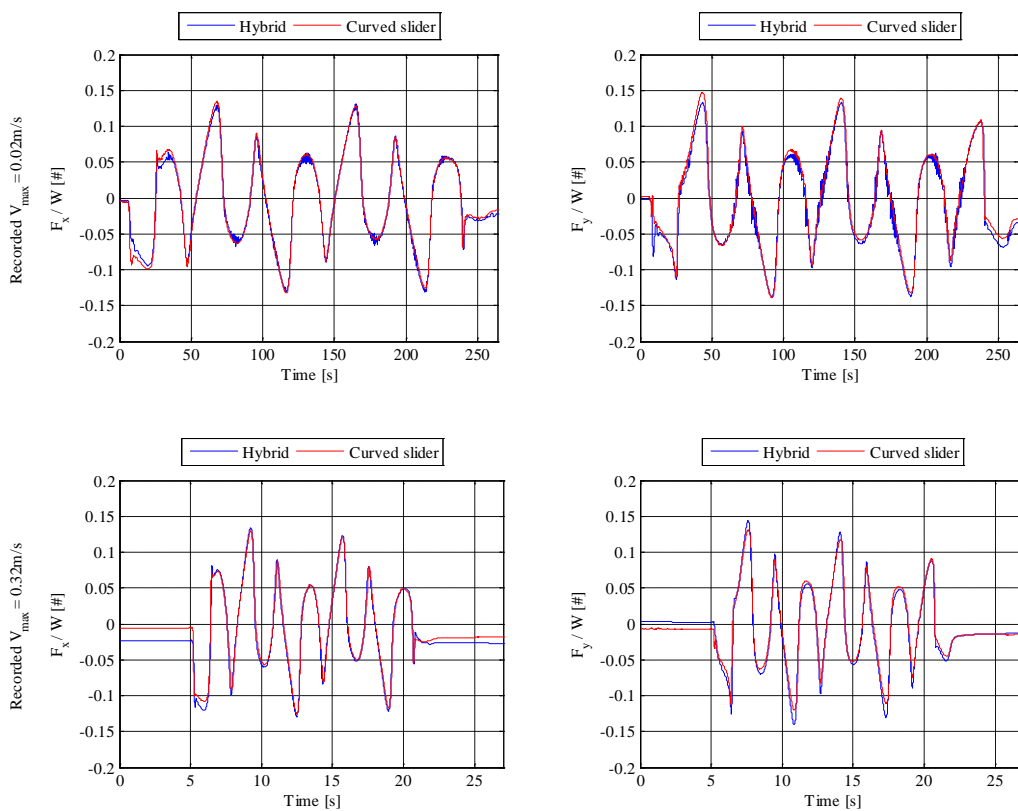 Hybrid Curved slider
Hybrid Curved slider
Recorded Vmax = 0.02m/s
Fx / W [#]
0.2
0.15
0.1
0.05
0
-0.05
-0.1
-0.15
-0.2
0 50 100 150 200 250
Time [s]
Fy / W [#]
0.2
0.15
0.1
0.05
0
-0.05
-0.1
-0.15
-0.2
0 50 100 150 200 250
Time [s]
Hybrid Curved slider
Hybrid Curved slider
Recorded Vmax = 0.32m/s
Fx / W [#]
0.2
0.15
0.1
0.05
0
-0.05
-0.1
-0.15
-0.2
0 5 10 15 20 25
Time [s]
Fy / W [#]
0.2
0.15
0.1
0.05
0
-0.05
-0.1
-0.15
-0.2
0 5 10 15 20 25
Time [s]